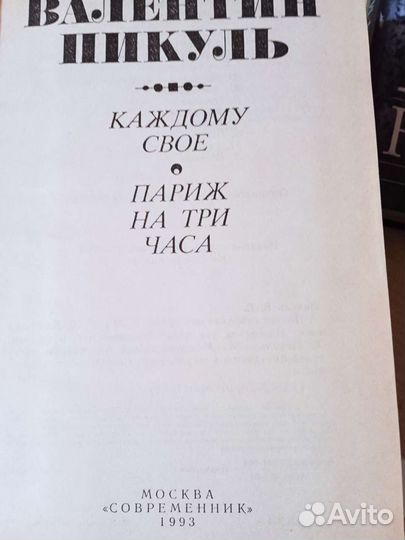 ВАЛЕНТИН
ПИКУЛЬ
КАЖДОМУ
СВОЕ
ПАРИЖ
НА ТРИ
ЧАСА
МОСКВА
«СОВРЕМЕННИК»
1993
Avito